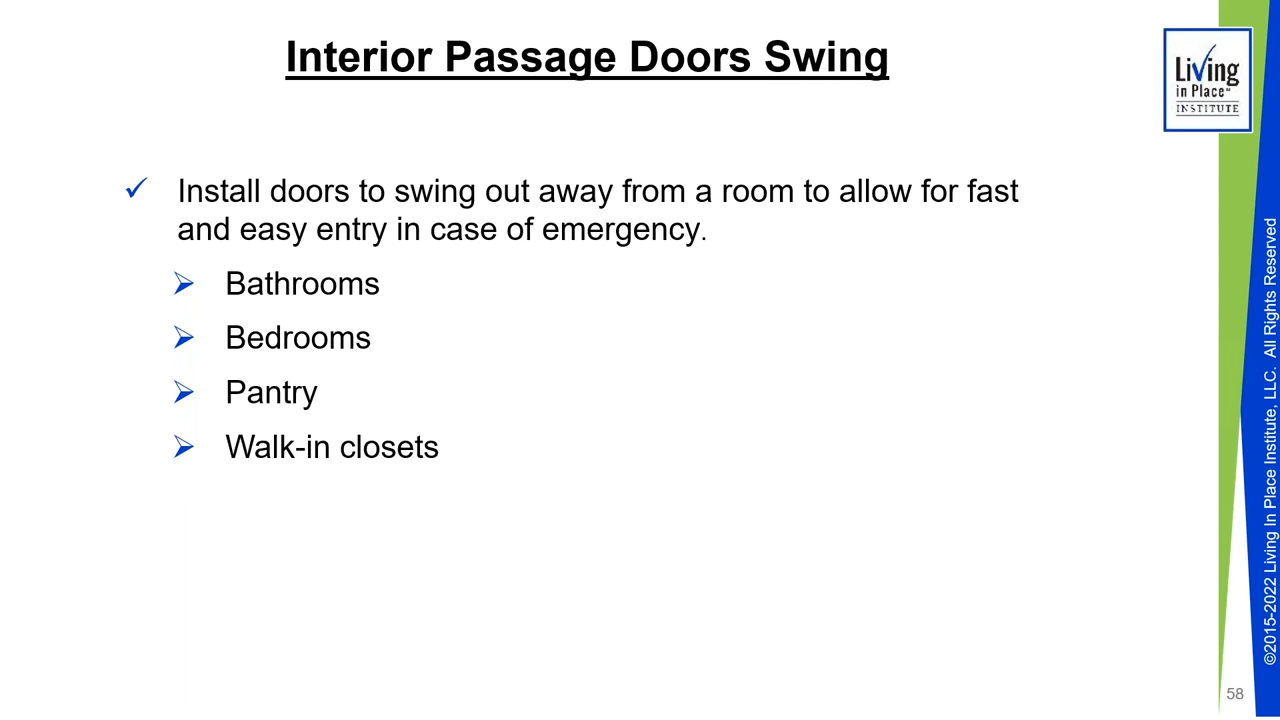 Interior Passage Doors Swing
Living
in Place℠
INSTITUTE
✓ Install doors to swing out away from a room to allow for fast
and easy entry in case of emergency.
➢ Bathrooms
➢ Bedrooms
➢ Pantry
➢ Walk-in closets
©2015-2022 Living In Place Institute, LLC.  All Rights Reserved
58